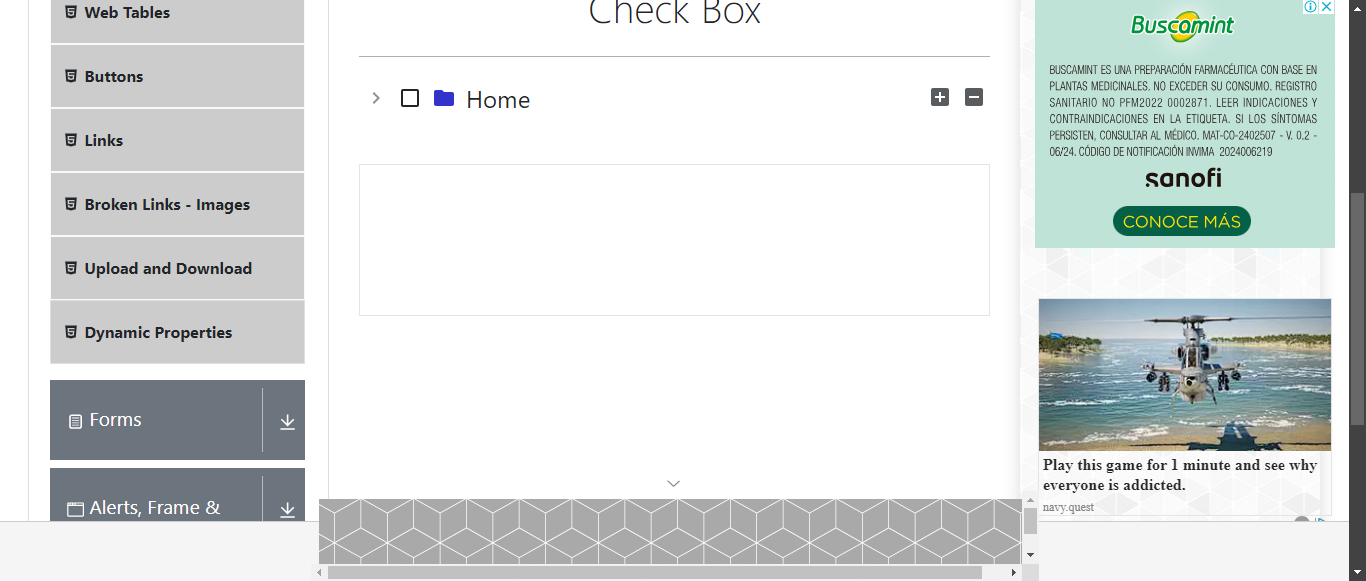 Web Tables
Buttons
Links
Broken Links - Images
Upload and Download
Dynamic Properties
Forms
Alerts, Frame &
Check Box
Home
Buscamint
BUSCAMINT ES UNA PREPARACIÓN FARMACÉUTICA CON BASE EN
PLANTAS MEDICINALES. NO EXCEDER SU CONSUMO. REGISTRO
SANITARIO NO PFM2022 0002871. LEER INDICACIONES Y
CONTRAINDICACIONES EN LA ETIQUETA. SI LOS SÍNTOMAS
PERSISTEN, CONSULTAR AL MÉDICO. MAT-CO-2402507 - V. 0.2 -
06/24. CÓDIGO DE NOTIFICACIÓN INVIMA 2024006219
sanofi
CONOCE MÁS
Play this game for 1 minute and see why
everyone is addicted.
navy.quest